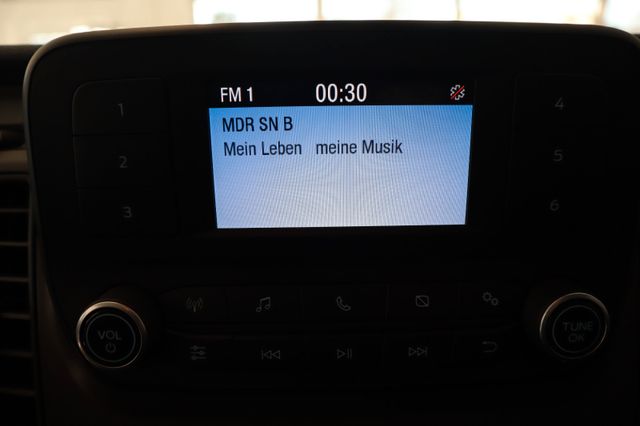 FM 1 00:30
MDR SN B
Mein Leben meine Musik
1
2
3
4
5
6
VOL
TUNE
OK